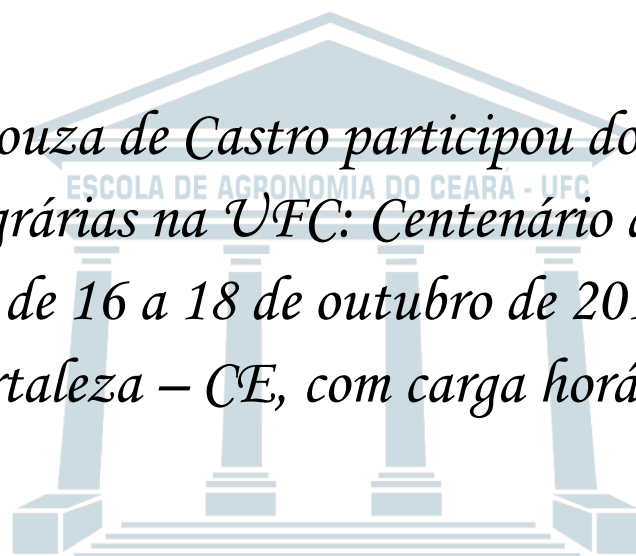 ouza de Castro participou do
ESCOLA DE AGRONOMIA DO CEARÁ - UFC
grárias na UFC: Centenário
de 16 a 18 de outubro de 201
rtaleza – CE, com carga horá